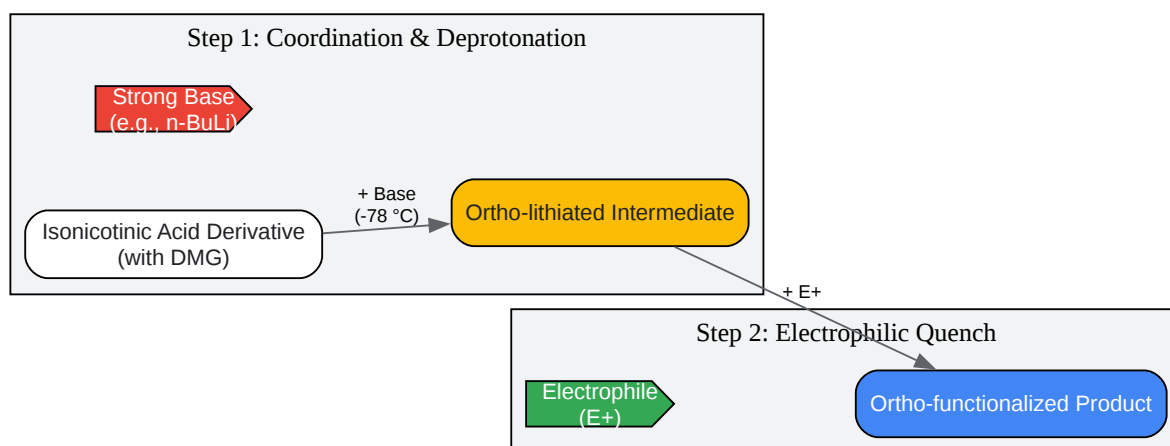 Step 1: Coordination & Deprotonation
Strong Base
(e.g., n-BuLi)
+ Base
(-78 °C)
Isonicotinic Acid Derivative
(with DMG)
Ortho-lithiated Intermediate
+ E+
Step 2: Electrophilic Quench
Electrophile
(E+)
Ortho-functionalized Product